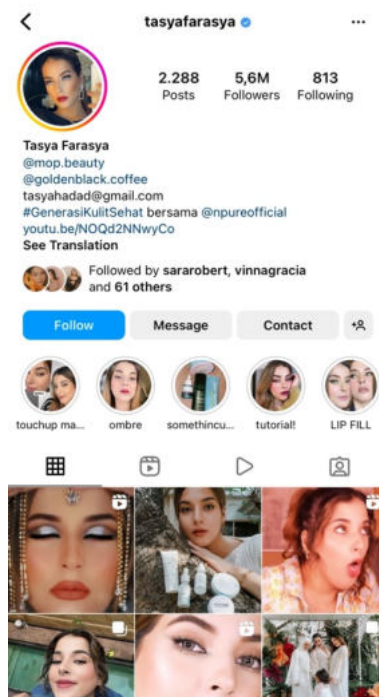 tasyafarasya
2.288 5,6M 813
Posts Followers Following
Tasya Farasya
@mop.beauty
@goldenblack.coffee
tasyahadad@gmail.com
#GenerasiKulitSehat bersama @npureofficial
youtu.be/NOQd2NNwyCo
See Translation
Followed by sararobert, vinnagracia
and 61 others
Follow Message Contact
touchup ma... ombre somethincu... tutorial! LIP FILL